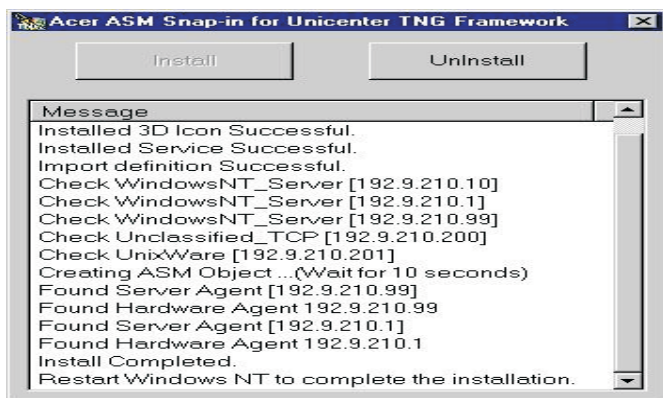 Acer ASM Snap-in for Unicenter TNG Framework
Install
UnInstall
Message
Installed 3D Icon Successful.
Installed Service Successful.
Import definition Successful.
Check WindowsNT_Server [192.9.210.10]
Check WindowsNT_Server [192.9.210.1]
Check WindowsNT_Server [192.9.210.99]
Check Unclassified_TCP [192.9.210.200]
Check UnixWare [192.9.210.201]
Creating ASM Object ...(Wait for 10 seconds)
Found Server Agent [192.9.210.99]
Found Hardware Agent 192.9.210.99
Found Server Agent [192.9.210.1]
Found Hardware Agent 192.9.210.1
Install Completed.
Restart Windows NT to complete the installation.